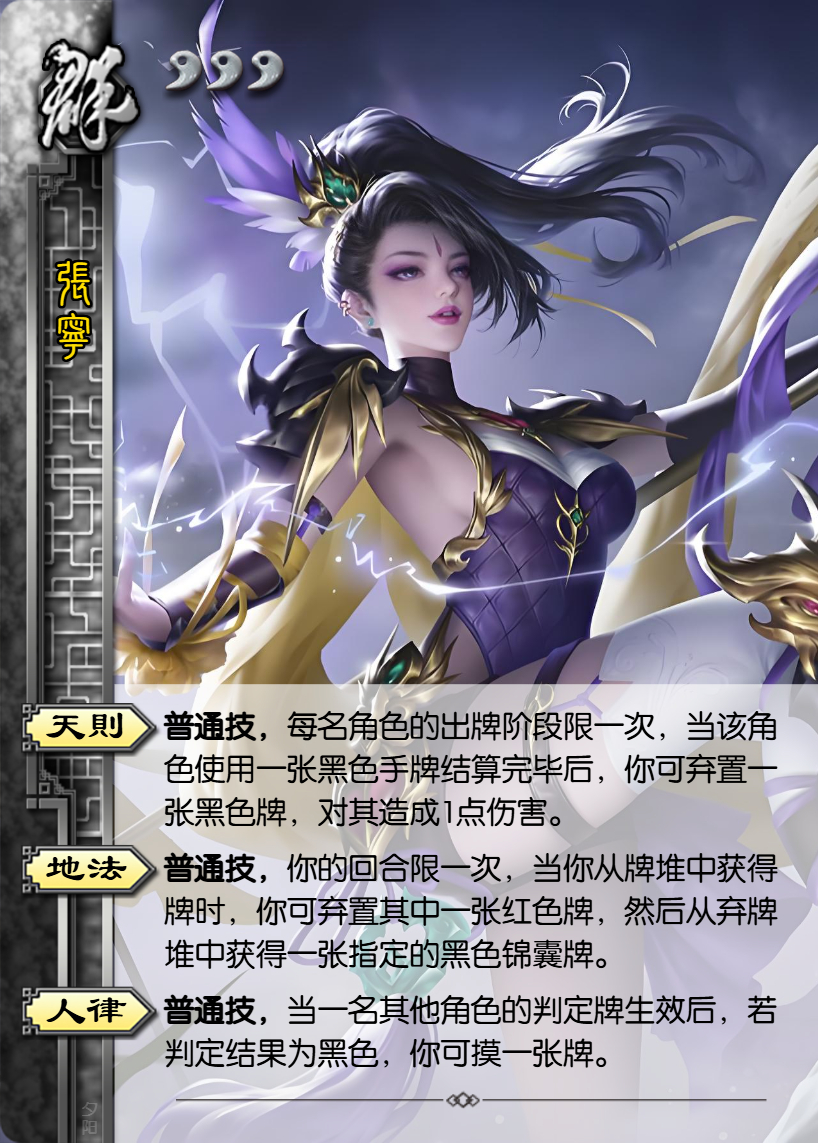 群
張寧
天則
普通技，每名角色的出牌阶段限一次，当该角
色使用一张黑色手牌结算完毕后，你可弃置一
张黑色牌，对其造成1点伤害。
地法
普通技，你的回合限一次，当你从牌堆中获得
牌时，你可弃置其中一张红色牌，然后从弃牌
堆中获得一张指定的黑色锦囊牌。
人律
普通技，当一名其他角色的判定牌生效后，若
判定结果为黑色，你可摸一张牌。
夕阳